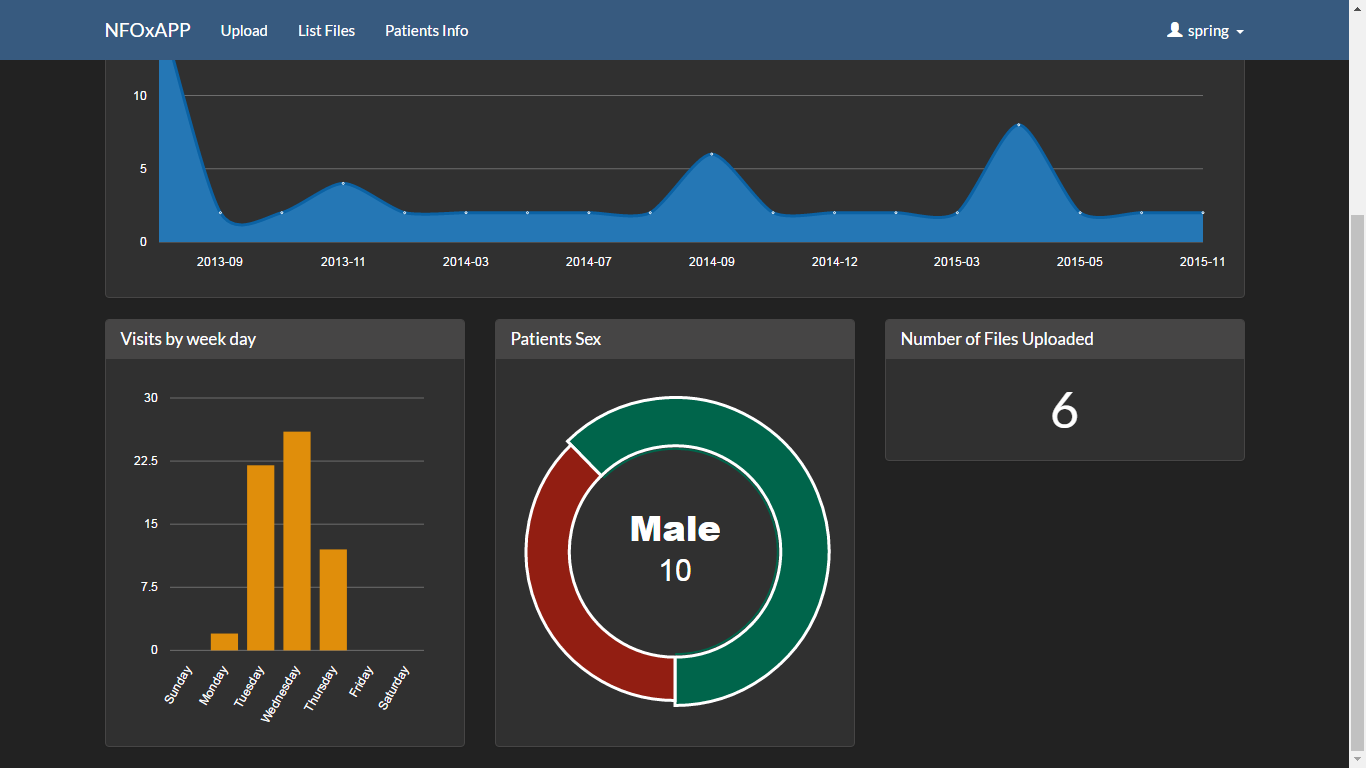 NFOxAPP Upload List Files Patients Info spring
10
5
0
2013-09 2013-11 2014-03 2014-07 2014-09 2014-12 2015-03 2015-05 2015-11
Visits by week day
30
22.5
15
7.5
0
Sunday Monday Tuesday Wednesday Thursday Friday Saturday
Patients Sex
Male
10
Number of Files Uploaded
6